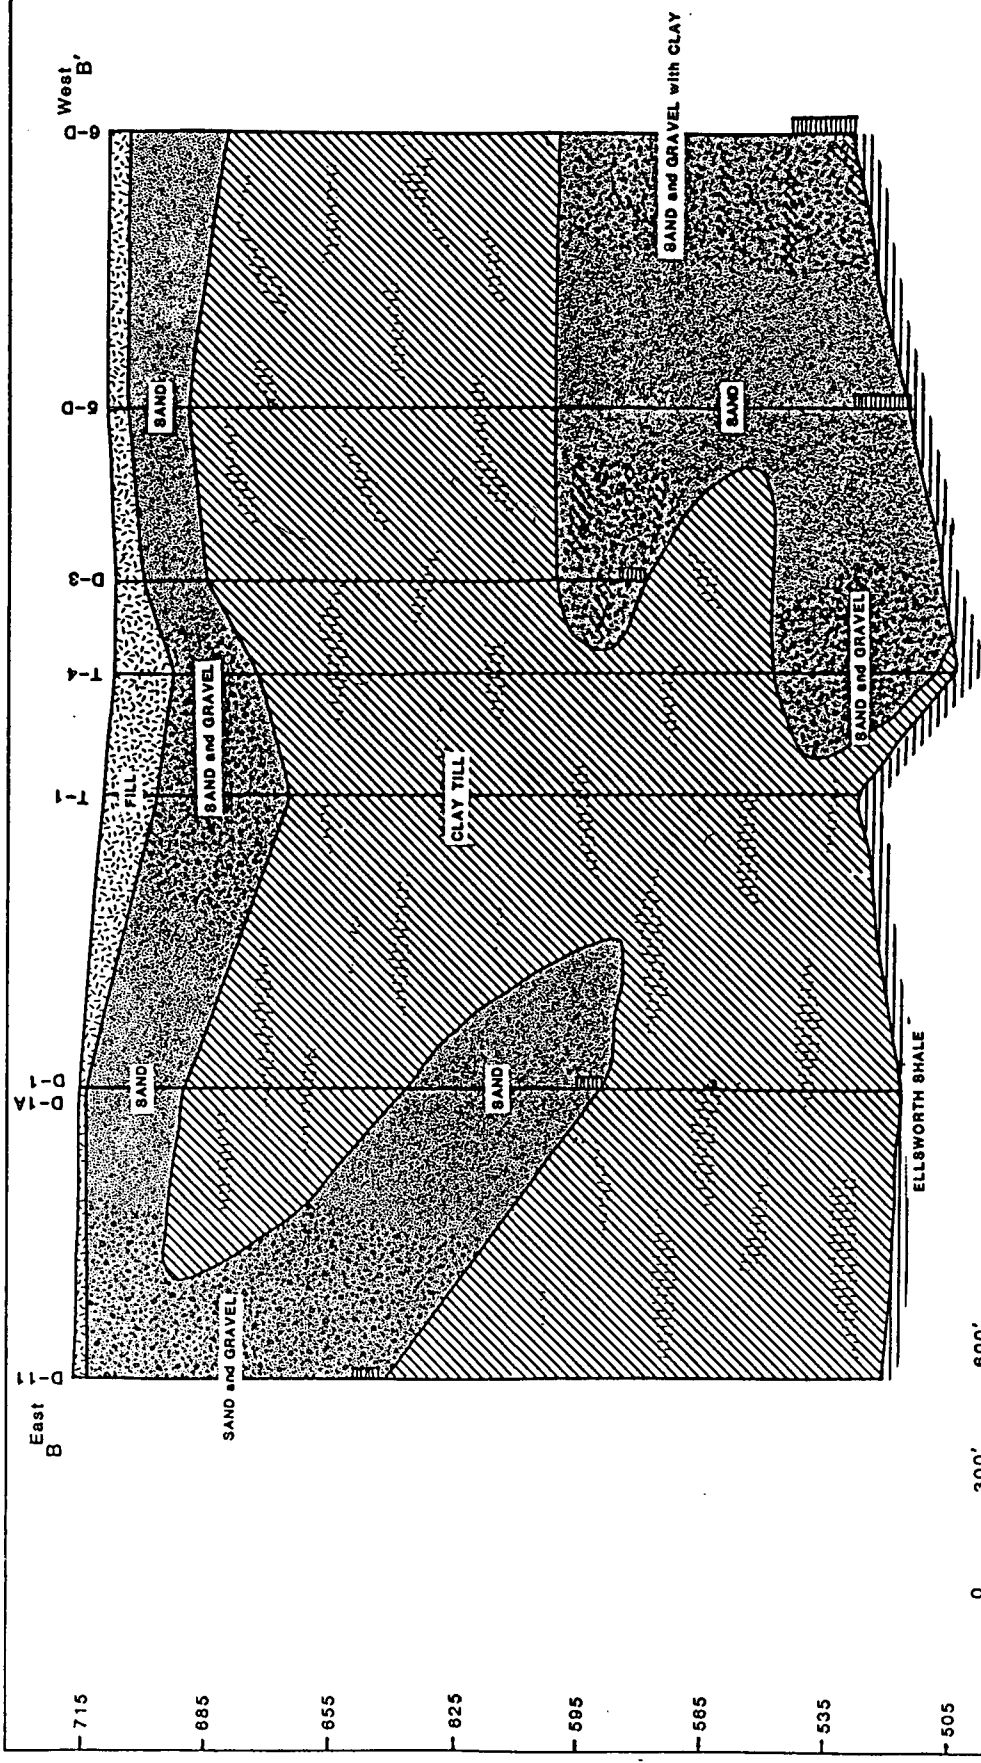 East
B
West
B'
D-11
D-1A
D-1
T-1
T-4
D-3
D-6
D-9
715
685
655
625
595
565
535
505
FILL
SAND
SAND and GRAVEL
SAND
SAND and GRAVEL
SAND
CLAY TILL
SAND
SAND and GRAVEL with CLAY
SAND and GRAVEL
ELLSWORTH SHALE
0 300' 600'